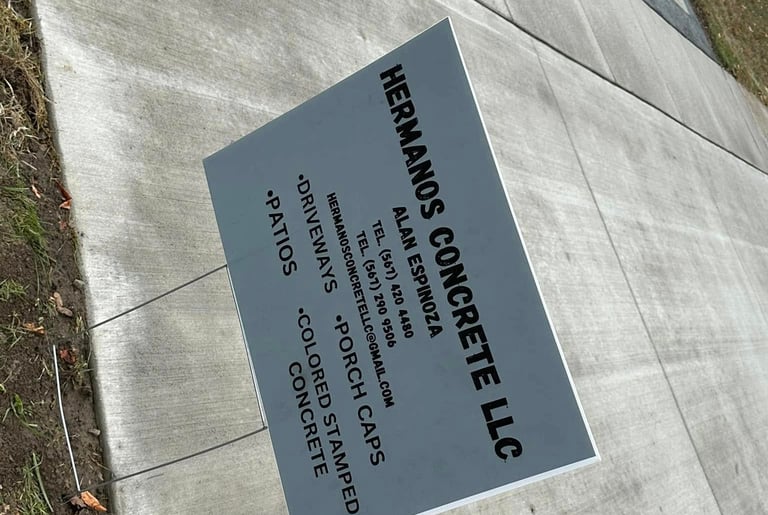 HERMANOS CONCRETE LLC
ALAN ESPINOZA
TEL. (567) 420 4480
TEL. (567) 290 9506
HERMANOSCONCRETELLC@GMAIL.COM
•DRIVEWAYS •PORCH CAPS
•PATIOS •COLORED STAMPED
CONCRETE